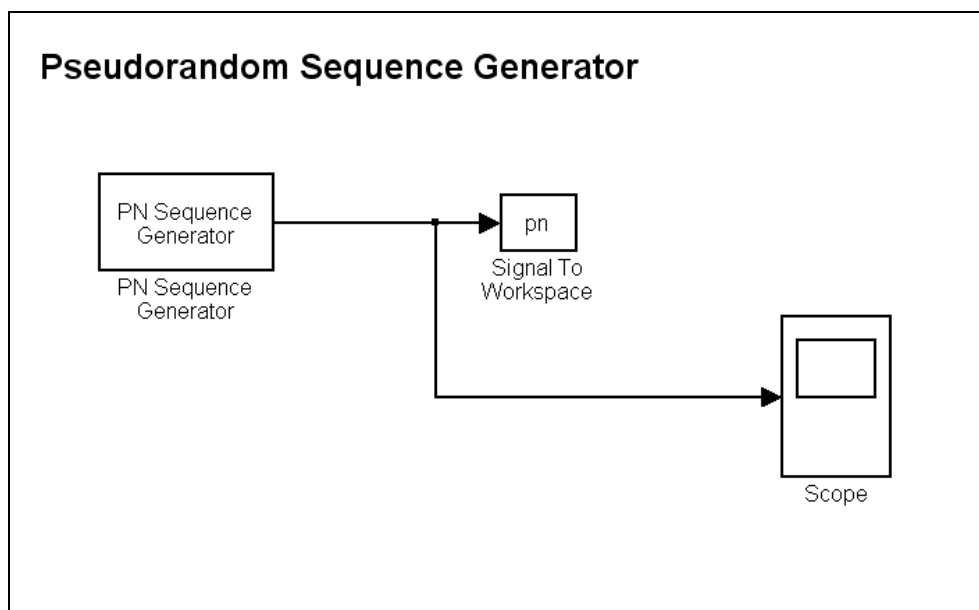 Pseudorandom Sequence Generator
PN Sequence
Generator
PN Sequence
Generator
pn
Signal To
Workspace
Scope